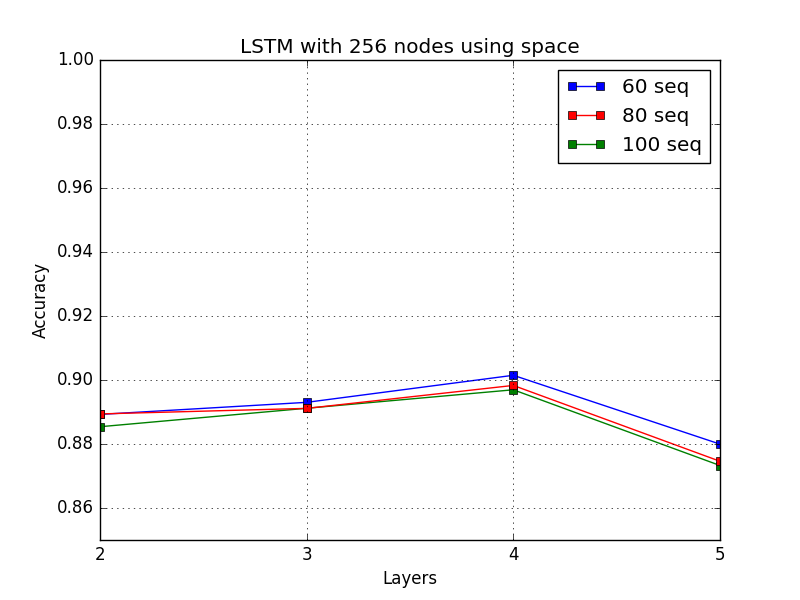 LSTM with 256 nodes using space
60 seq
80 seq
100 seq
Accuracy
1.00
0.98
0.96
0.94
0.92
0.90
0.88
0.86
2 3 4 5
Layers